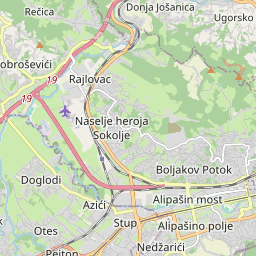 Donja Jošanica
Rečica
Ugorsko
obroševići
Rajlovac
19
19
Naselje heroja
Sokolje
Boljakov Potok
Doglodi
Azići
Alipašin most
Stup
Alipašino polje
Otes
Nedžarići
Pejton